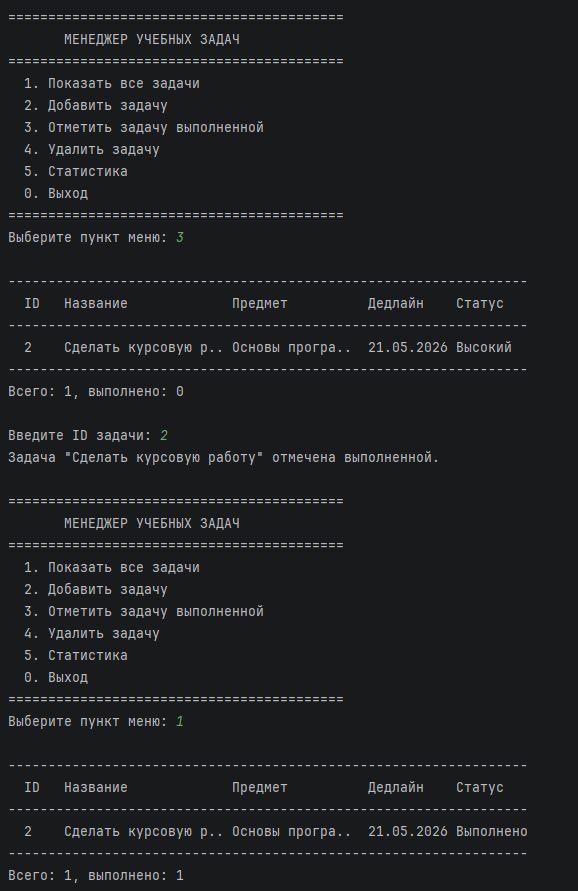 ==========================================
       МЕНЕДЖЕР УЧЕБНЫХ ЗАДАЧ
==========================================
  1. Показать все задачи
  2. Добавить задачу
  3. Отметить задачу выполненной
  4. Удалить задачу
  5. Статистика
  0. Выход
==========================================
Выберите пункт меню: 3
-----------------------------------------------------------------
  ID   Название             Предмет          Дедлайн    Статус
-----------------------------------------------------------------
  2    Сделать курсовую р.. Основы програ..  21.05.2026 Высокий
-----------------------------------------------------------------
Всего: 1, выполнено: 0
Введите ID задачи: 2
Задача "Сделать курсовую работу" отмечена выполненной.
==========================================
       МЕНЕДЖЕР УЧЕБНЫХ ЗАДАЧ
==========================================
  1. Показать все задачи
  2. Добавить задачу
  3. Отметить задачу выполненной
  4. Удалить задачу
  5. Статистика
  0. Выход
==========================================
Выберите пункт меню: 1
-----------------------------------------------------------------
  ID   Название             Предмет          Дедлайн    Статус
-----------------------------------------------------------------
  2    Сделать курсовую р.. Основы програ..  21.05.2026 Выполнено
-----------------------------------------------------------------
Всего: 1, выполнено: 1